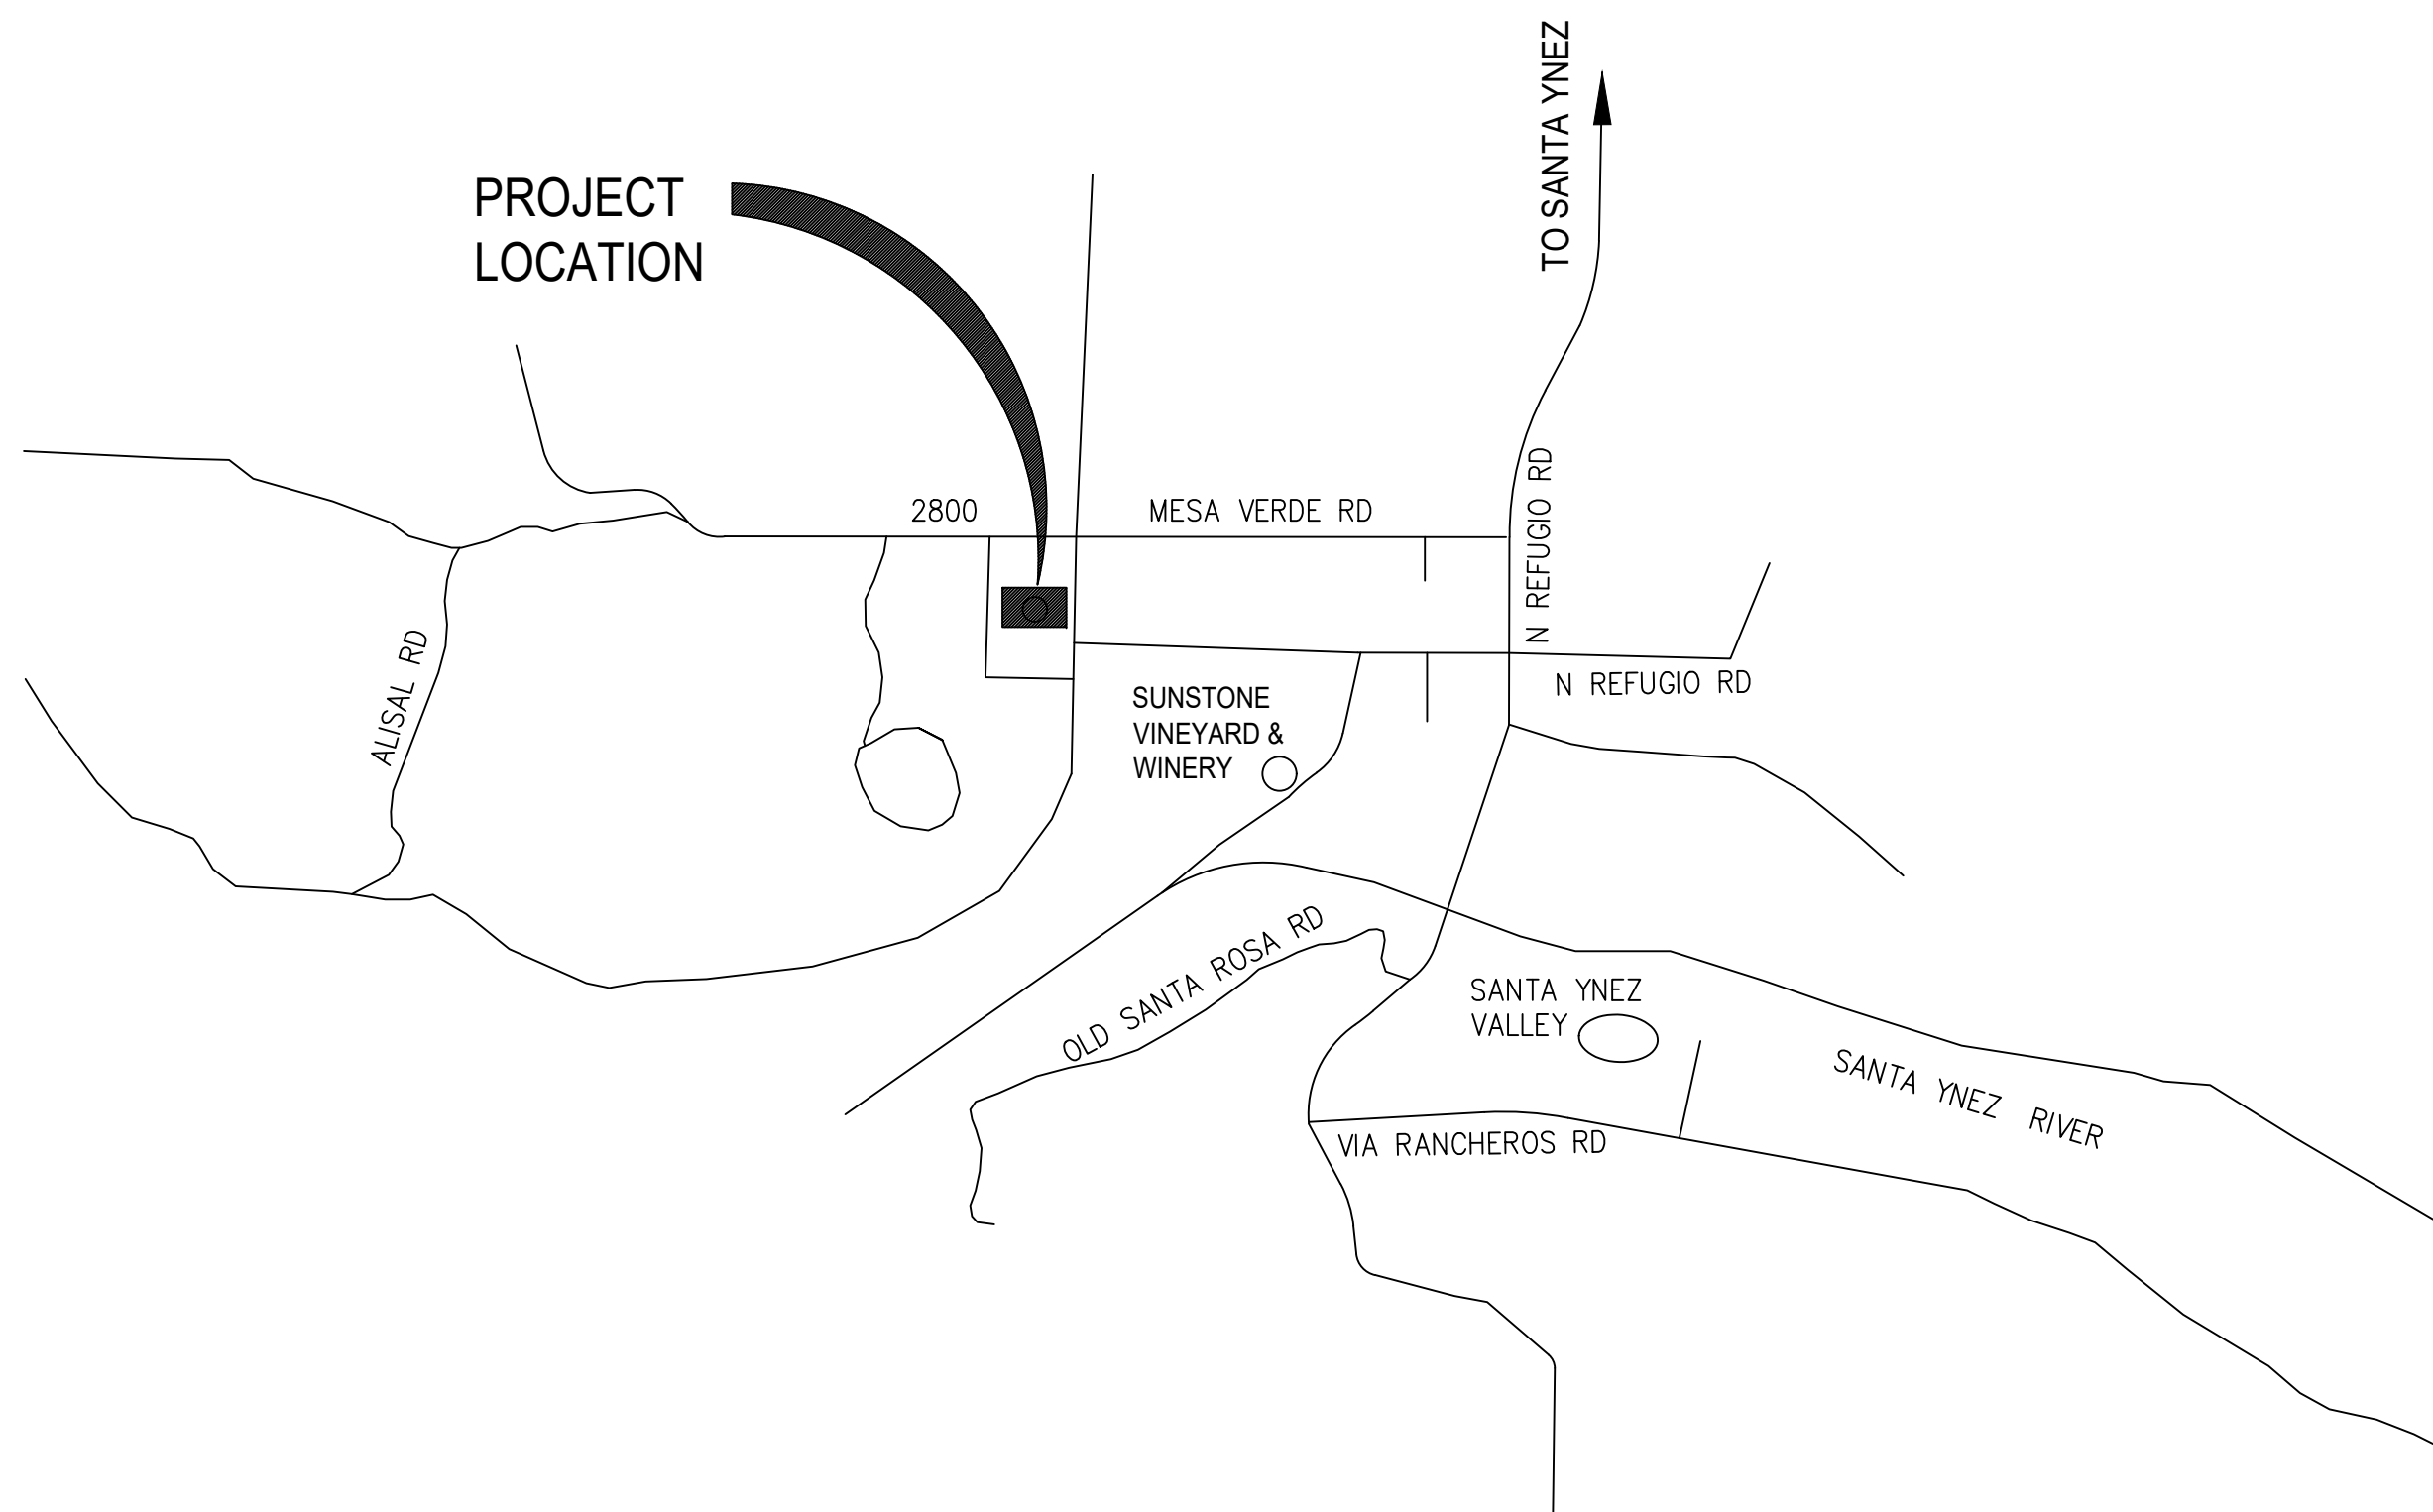 TO SANTA YNEZ
PROJECT
LOCATION
2800
MESA VERDE RD
N REFUGIO RD
ALISAL RD
N REFUGIO RD
SUNSTONE
VINEYARD &
WINERY
OLD SANTA ROSA RD
SANTA YNEZ
VALLEY
SANTA YNEZ RIVER
VIA RANCHEROS RD